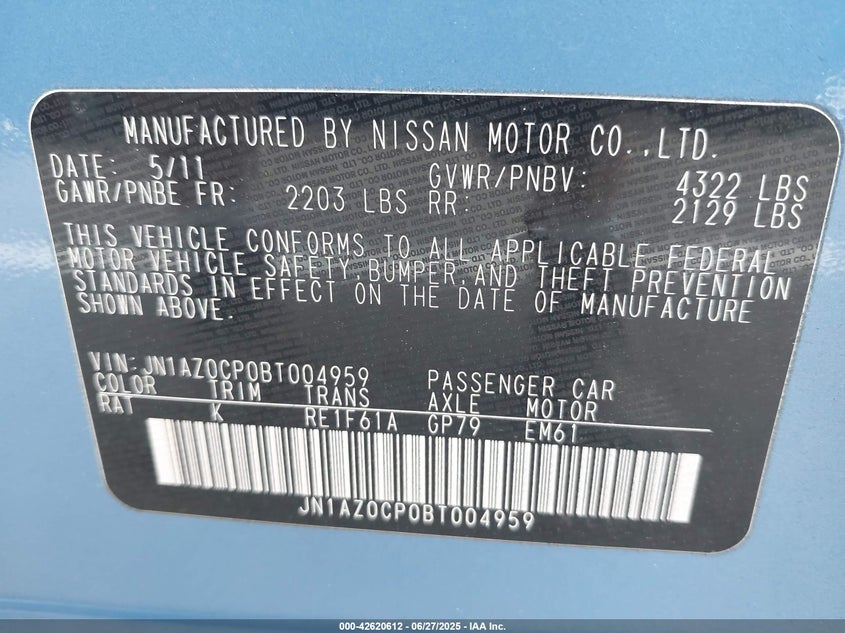 MANUFACTURED BY NISSAN MOTOR CO.,LTD.
DATE: 5/11 GVWR/PNBV: 4322 LBS
GAWR/PNBE FR: 2203 LBS RR: 2129 LBS
THIS VEHICLE CONFORMS TO ALL APPLICABLE FEDERAL
MOTOR VEHICLE SAFETY,BUMPER,AND THEFT PREVENTION
STANDARDS IN EFFECT ON THE DATE OF MANUFACTURE
SHOWN ABOVE.
VIN:JN1AZ0CP0BT004959 PASSENGER CAR
COLOR TRIM TRANS AXLE MOTOR
RAT K RE1F61A GP79 EM61
JN1AZ0CP0BT004959
000-42620612 - 06/27/2025 - IAA Inc.